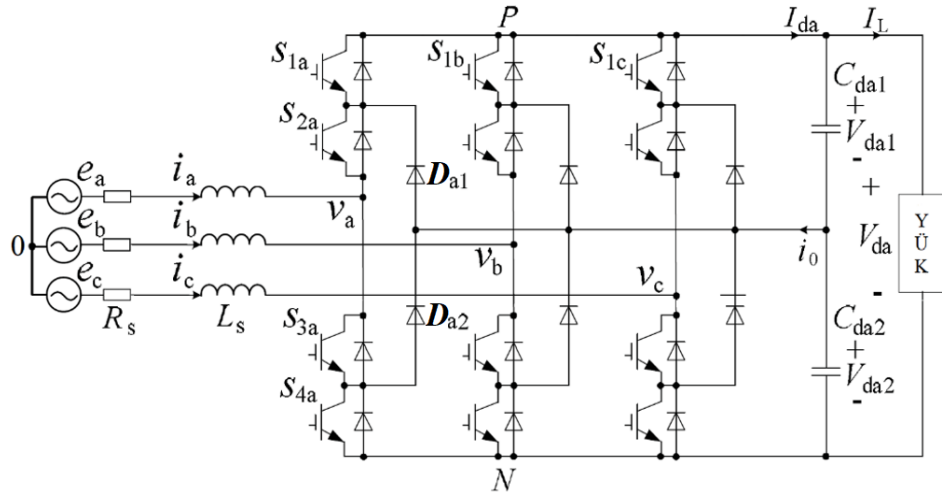 P
I_da
I_L
S_1a
S_1b
S_1c
C_da1
+
V_da1
-
S_2a
D_a1
e_a
i_a
v_a
+
0
e_b
i_b
v_b
i_0
V_da
YÜK
e_c
i_c
v_c
-
R_s
L_s
S_3a
D_a2
C_da2
+
V_da2
-
S_4a
N